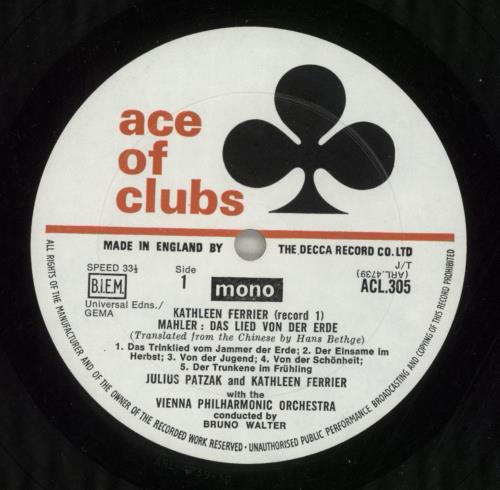 ace
of
clubs
MADE IN ENGLAND BY THE DECCA RECORD CO. LTD
SPEED 33⅓
Side
1
B.I.E.M.
Universal Edns./
GEMA
mono
J/T
(ARL.4739)
ACL.305
KATHLEEN FERRIER (record 1)
MAHLER : DAS LIED VON DER ERDE
(Translated from the Chinese by Hans Bethge)
1. Das Trinklied vom Jammer der Erde; 2. Der Einsame im
Herbst; 3. Von der Jugend; 4. Von der Schönheit;
5. Der Trunkene im Frühling
JULIUS PATZAK and KATHLEEN FERRIER
with the
VIENNA PHILHARMONIC ORCHESTRA
conducted by
BRUNO WALTER
ALL RIGHTS OF THE MANUFACTURER AND OF THE OWNER OF THE RECORDED WORK RESERVED · UNAUTHORISED PUBLIC PERFORMANCE, BROADCASTING AND COPYING OF THIS RECORD PROHIBITED